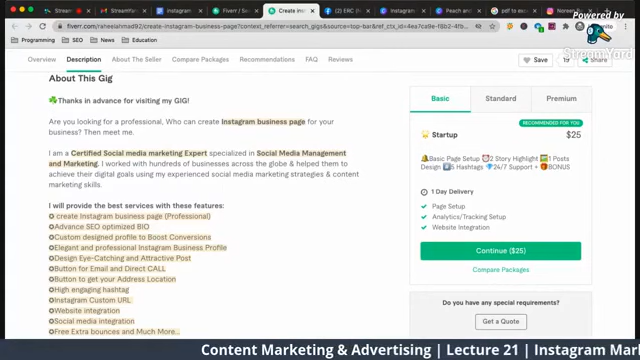 Powered by
StreamYard
fiverr.com/raheelahmad92/create-instagram-business-page?context_referrer=search_gigs&source=top-bar&ref_ctx_id=4ea7ca9e-f8b2-4
Programming
SEO
News
Education
Overview
Description
About The Seller
Compare Packages
Recommendations
FAQ
Reviews
Save
Share
About This Gig
Thanks in advance for visiting my GIG!
Are you looking for a professional, Who can create Instagram business page for your
business? Then meet me.
I am a Certified Social media marketing Expert specialized in Social Media Management
and Marketing. I worked with hundreds of businesses across the globe & helped them to
achieve their digital goals using my experienced social media marketing strategies & content
marketing skills.
I will provide the best services with these features:
✪ create Instagram business page (Professional)
✪Advance SEO optimized BIO
✪Custom designed profile to Boost Conversions
✪Elegant and professional Instagram Business Profile
✪Design Eye-Catching and Attractive Post
✪Button for Email and Direct CALL
✪Button to get your Address Location
✪High engaging hashtag
✪Instagram Custom URL
✪Website integration
✪Social media integration
✪Free Extra bounces and Much More...
Basic
Standard
Premium
RECOMMENDED FOR YOU
Startup
$25
Basic Page Setup 2 Story Highlight 1 Posts
Design 5 Hashtags 24/7 Support + BONUS
1 Day Delivery
Page Setup
Analytics/Tracking Setup
Website Integration
Continue ($25)
Compare Packages
Do you have any special requirements?
Get a Quote
Content Marketing & Advertising | Lecture 21 | Instagram Mar